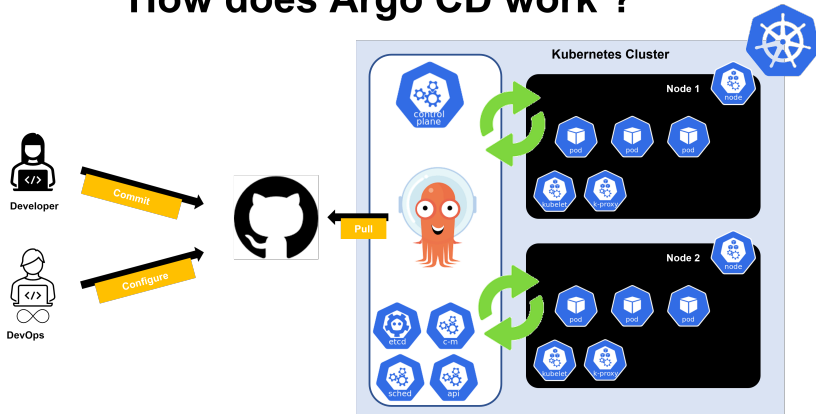 How does Argo CD work ?
Kubernetes Cluster
control
plane
Node 1
node
pod
pod
pod
kubelet
k-proxy
</>
Developer
Commit
Pull
Configure
</>
DevOps
Node 2
node
pod
pod
pod
kubelet
k-proxy
etcd
c-m
sched
api